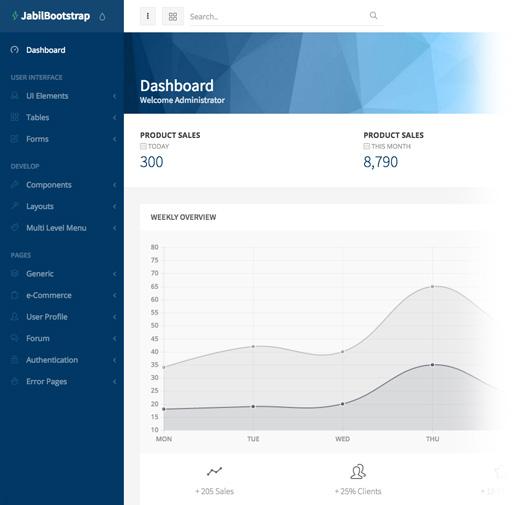 JabilBootstrap
Search..
Dashboard
USER INTERFACE
UI Elements
Tables
Forms
DEVELOP
Components
Layouts
Multi Level Menu
PAGES
Generic
e-Commerce
User Profile
Forum
Authentication
Error Pages
Dashboard
Welcome Administrator
PRODUCT SALES
TODAY
300
PRODUCT SALES
THIS MONTH
8,790
WEEKLY OVERVIEW
80
75
70
65
60
55
50
45
40
35
30
25
20
15
10
MON TUE WED THU
+ 205 Sales
+ 25% Clients